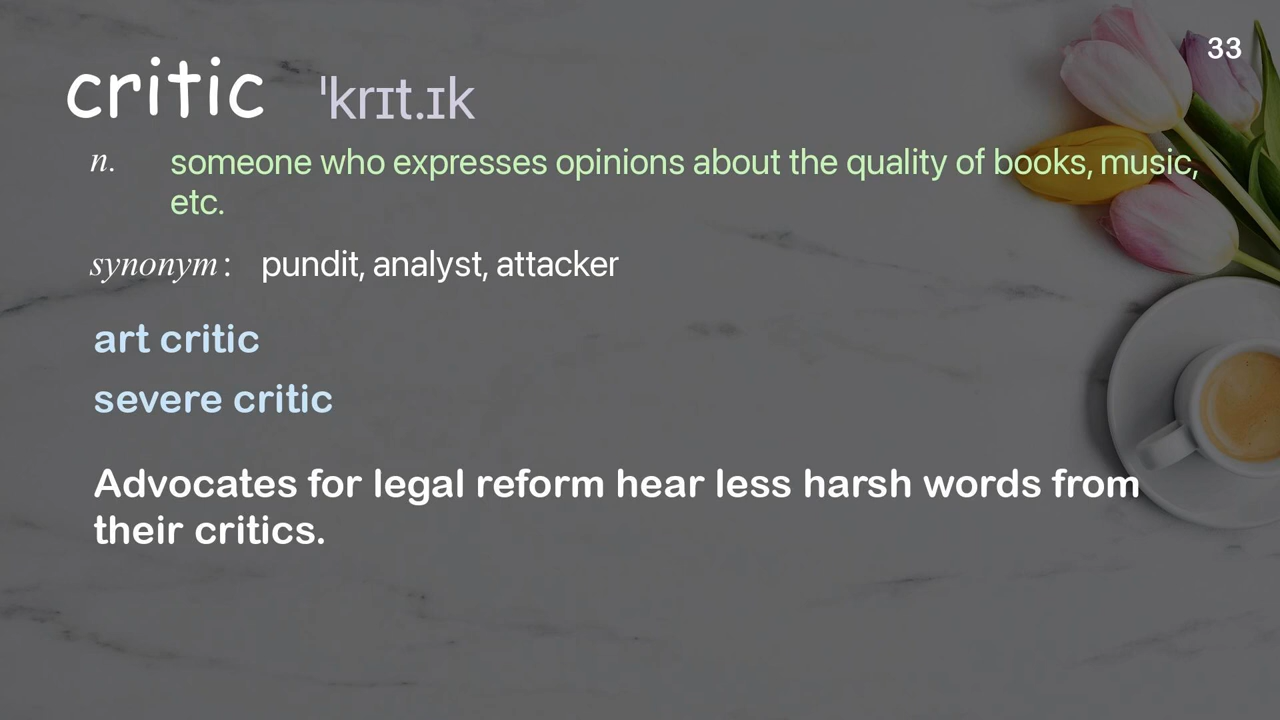 33
critic ˈkrɪt.ɪk
n. someone who expresses opinions about the quality of books, music,
etc.
synonym: pundit, analyst, attacker
art critic
severe critic
Advocates for legal reform hear less harsh words from
their critics.